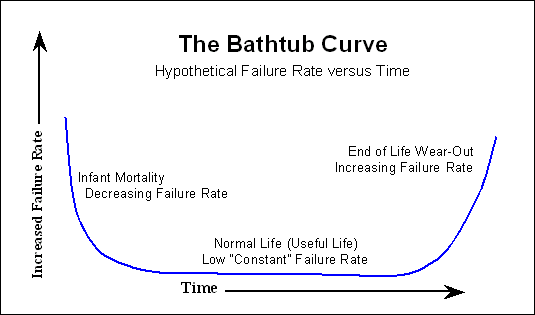 The Bathtub Curve
Hypothetical Failure Rate versus Time
Increased Failure Rate
Infant Mortality
Decreasing Failure Rate
End of Life Wear-Out
Increasing Failure Rate
Normal Life (Useful Life)
Low "Constant" Failure Rate
Time